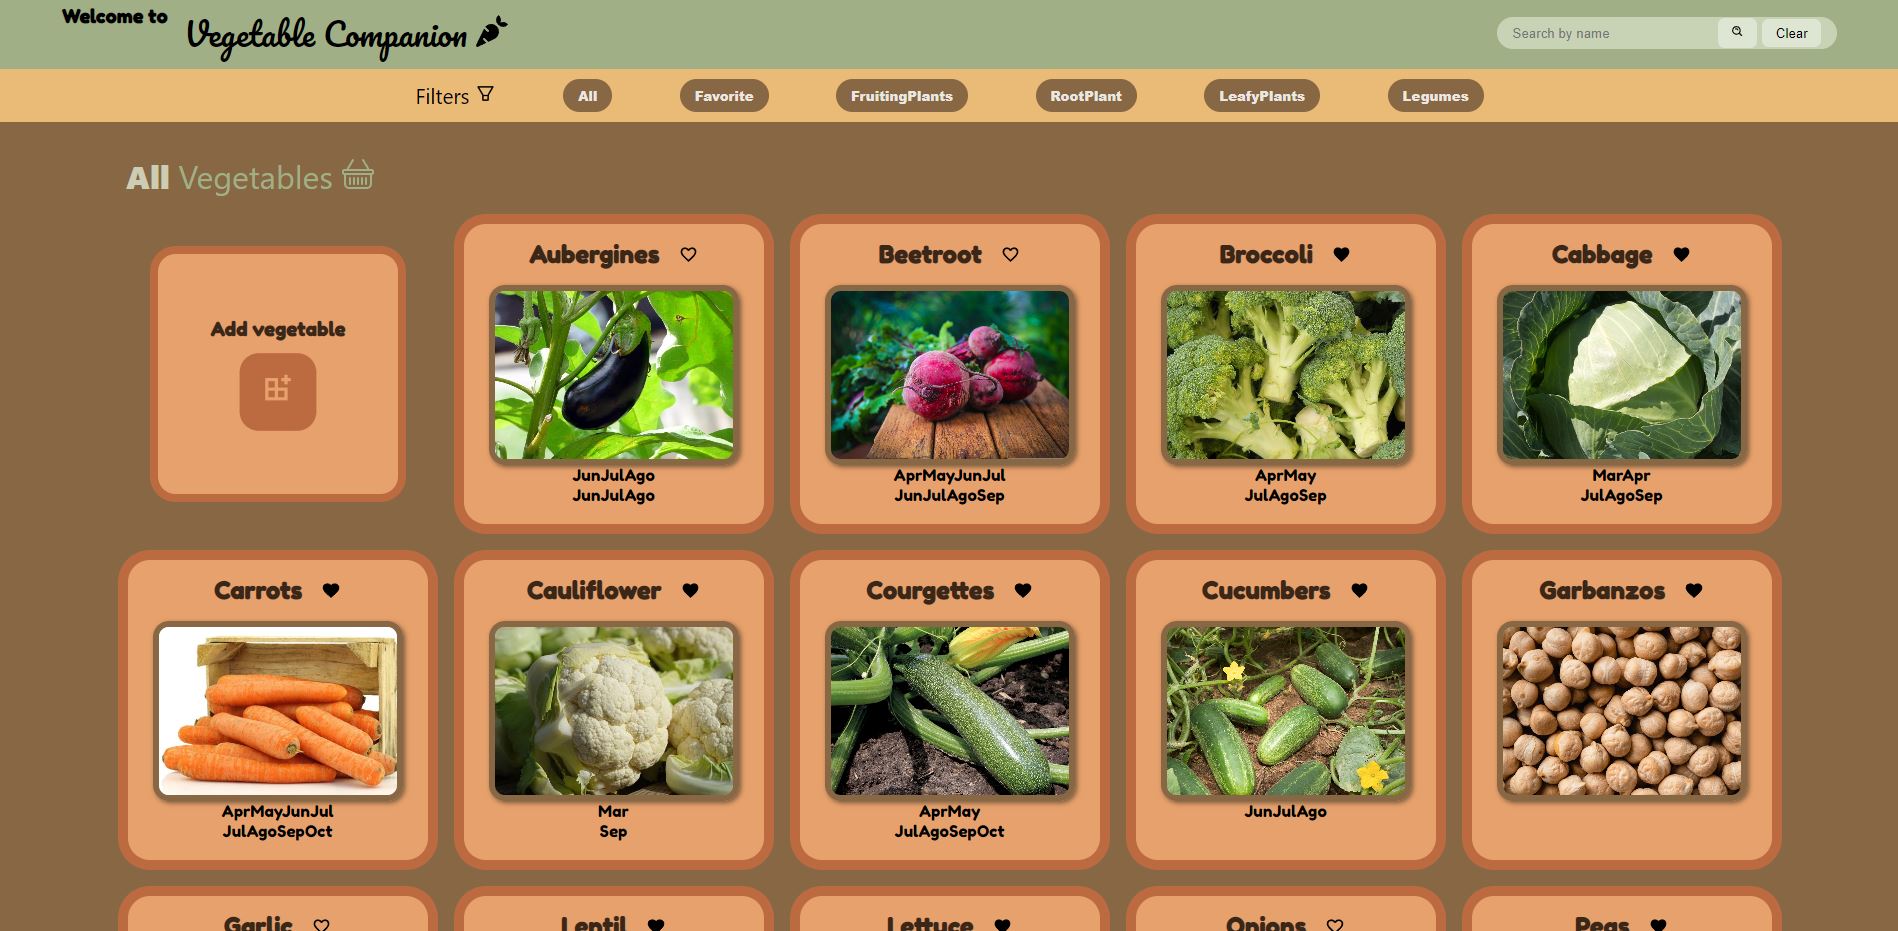 Welcome to
Vegetable Companion
Search by name
Clear
Filters
All
Favorite
FruitingPlants
RootPlant
LeafyPlants
Legumes
All Vegetables
Add vegetable
Aubergines
JunJulAgo
JunJulAgo
Beetroot
AprMayJunJul
JunJulAgoSep
Broccoli
AprMay
JulAgoSep
Cabbage
MarApr
JulAgoSep
Carrots
AprMayJunJul
JulAgoSepOct
Cauliflower
Mar
Sep
Courgettes
AprMay
JulAgoSepOct
Cucumbers
JunJulAgo
Garbanzos
Garlic
Lentil
Lettuce
Onions
Peas